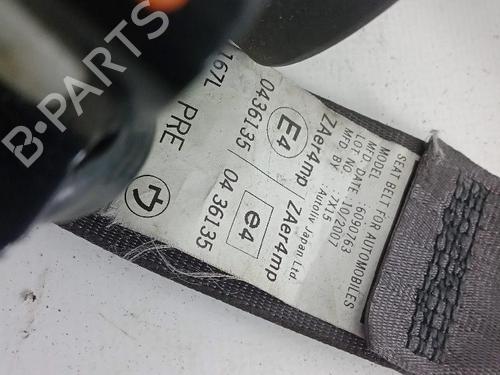 SEAT BELT FOR AUTOMOBILES
MODEL : 6090763
MFD.DATE : 10/2007
LOT NO. : 7X15
MFD BY : Autoliv Japan Ltd.
ZAer4mp / ZAer4mp
E4 e4
0436135 / 04 36135
167L PRE
B-PARTS